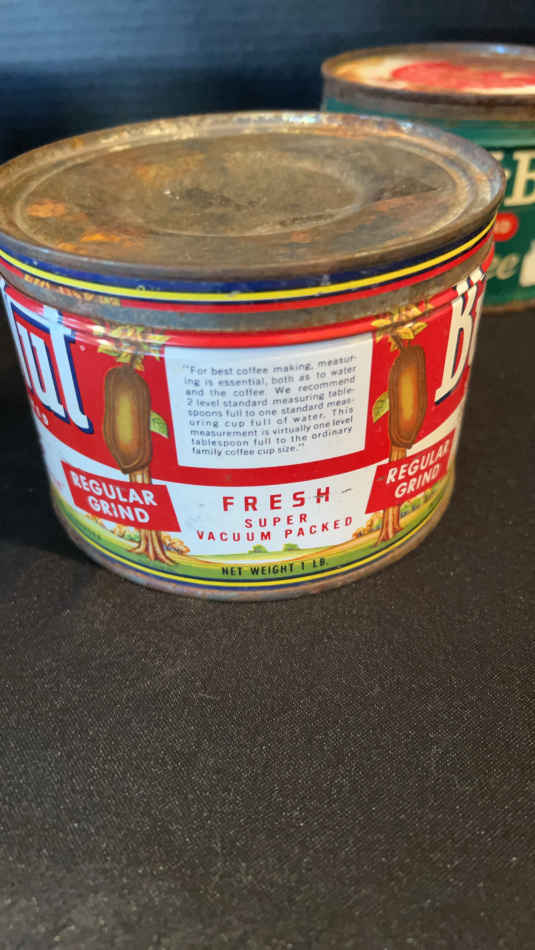 "For best coffee making, measur-
ing is essential, both as to water
and the coffee. We recommend
2 level standard measuring table-
spoons full to one standard meas-
uring cup full of water. This
measurement is virtually one level
tablespoon full to the ordinary
family coffee cup size."
REGULAR
GRIND
FRESH
SUPER
VACUUM PACKED
REGULAR
GRIND
NET WEIGHT 1 LB.